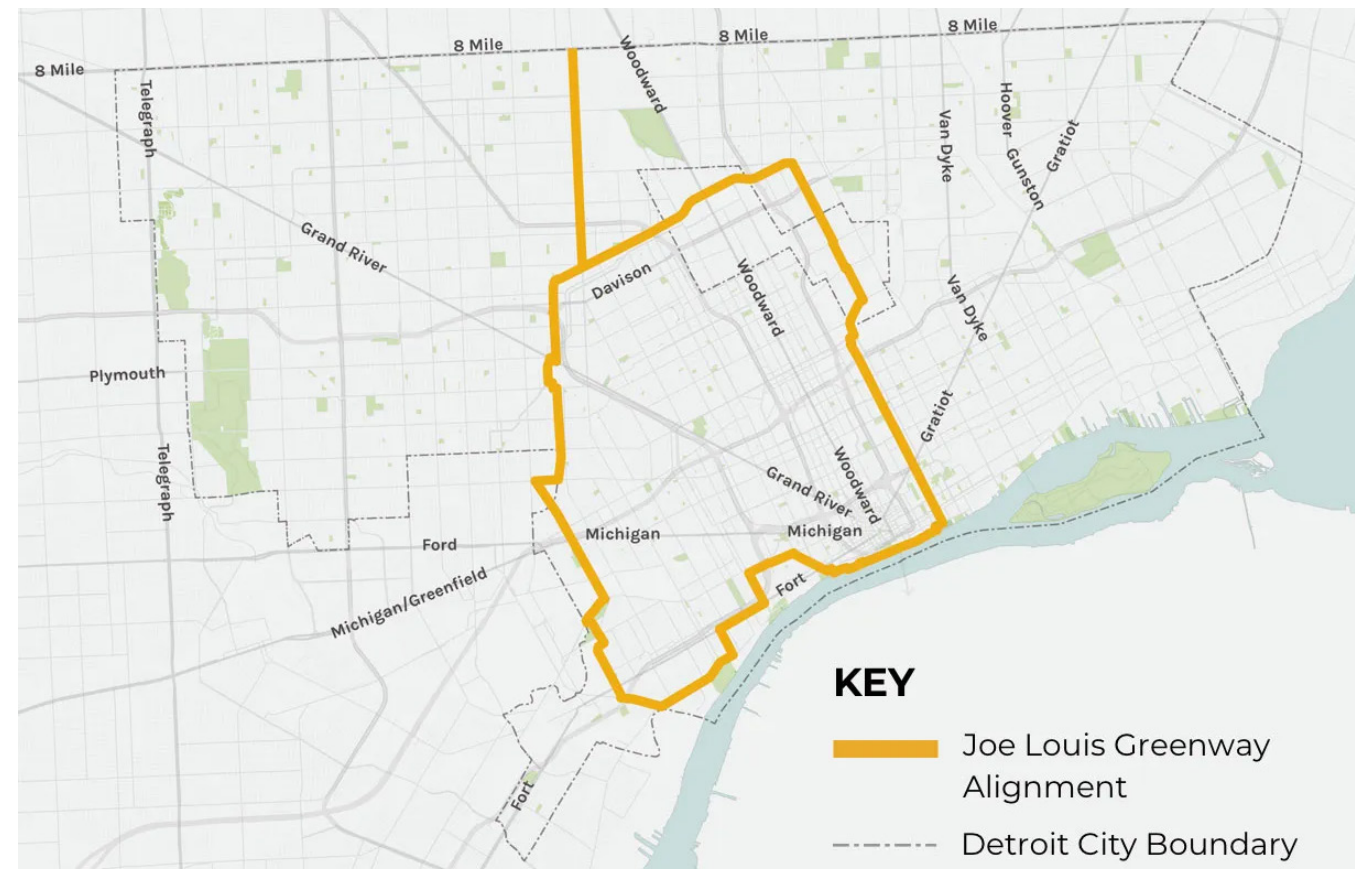 8 Mile
8 Mile
8 Mile
8 Mile
Woodward
Telegraph
Van Dyke
Hoover
Gunston
Gratiot
Grand River
Davison
Woodward
Van Dyke
Plymouth
Telegraph
Gratiot
Grand River
Woodward
Michigan
Michigan
Ford
Michigan/Greenfield
Fort
Fort
KEY
Joe Louis Greenway
Alignment
Detroit City Boundary